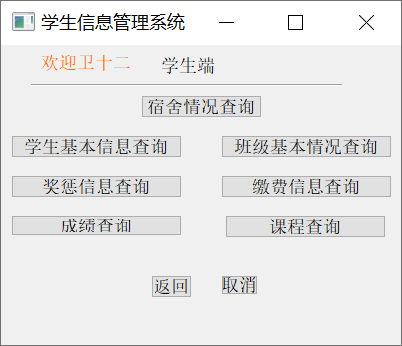 学生信息管理系统
欢迎卫十二 学生端
宿舍情况查询
学生基本信息查询 班级基本情况查询
奖惩信息查询 缴费信息查询
成绩查询 课程查询
返回 取消